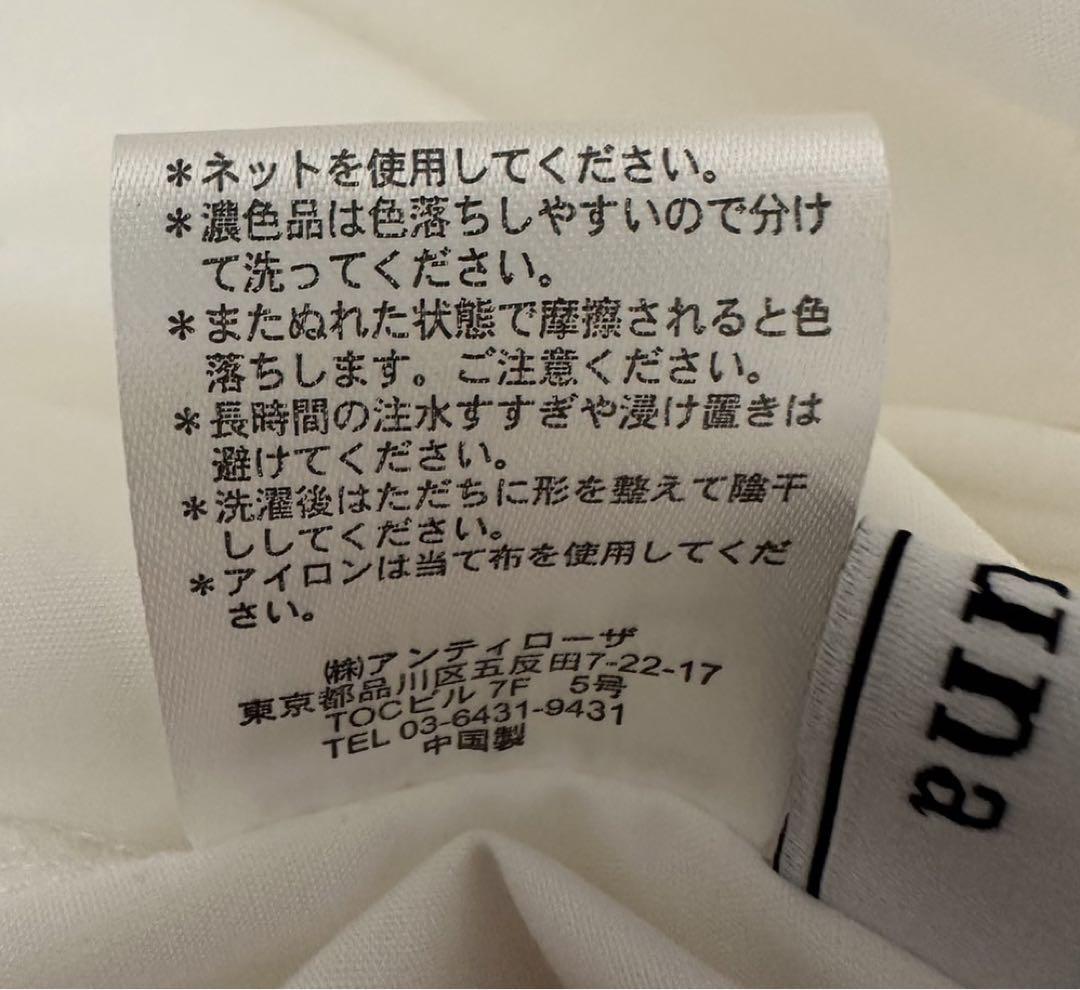 ＊ネットを使用してください。
＊濃色品は色落ちしやすいので分け
て洗ってください。
＊またぬれた状態で摩擦されると色
落ちします。ご注意ください。
＊長時間の注水すすぎや浸け置きは
避けてください。
＊洗濯後はただちに形を整えて陰干
ししてください。
＊アイロンは当て布を使用してくだ
さい。
㈱アンティローザ
東京都品川区五反田7-22-17
TOCビル 7F 5号
TEL 03-6431-9431
中国製
una